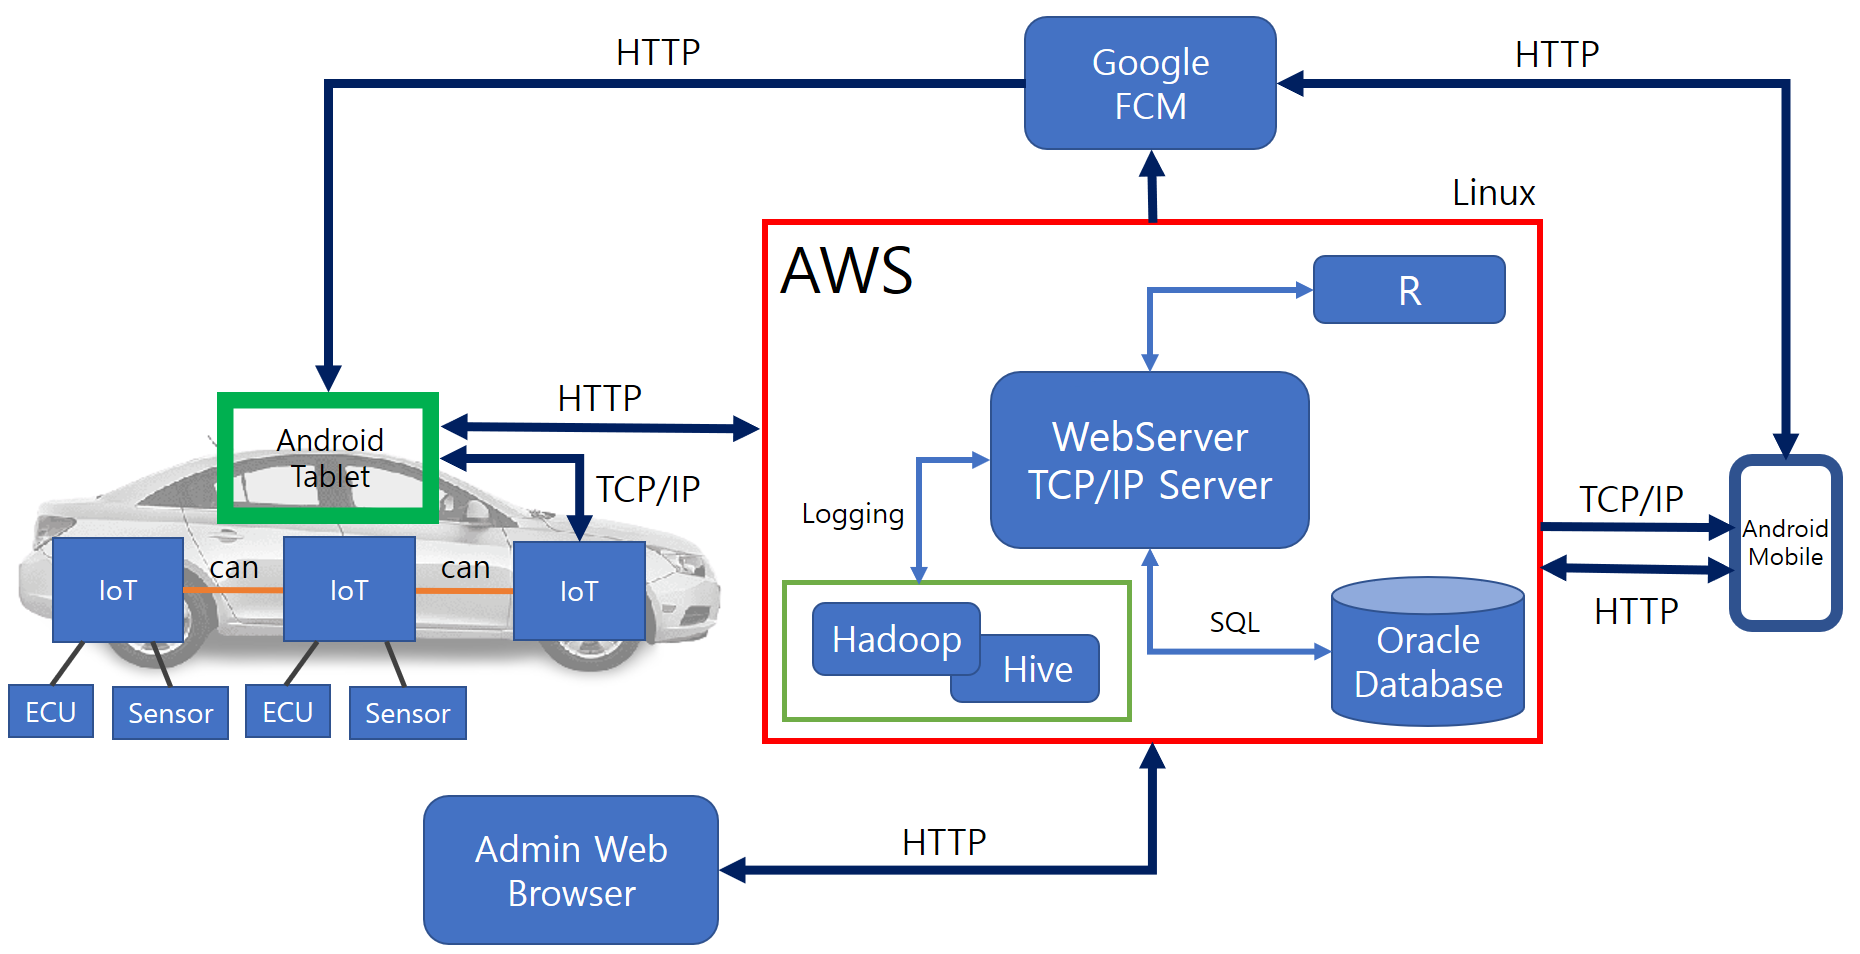 HTTP
Google
FCM
HTTP
Linux
AWS
R
HTTP
Android
Tablet
WebServer
TCP/IP Server
TCP/IP
Logging
TCP/IP
Android
Mobile
HTTP
can
can
IoT
IoT
IoT
SQL
Hadoop
Hive
Oracle
Database
ECU
Sensor
ECU
Sensor
Admin Web
Browser
HTTP